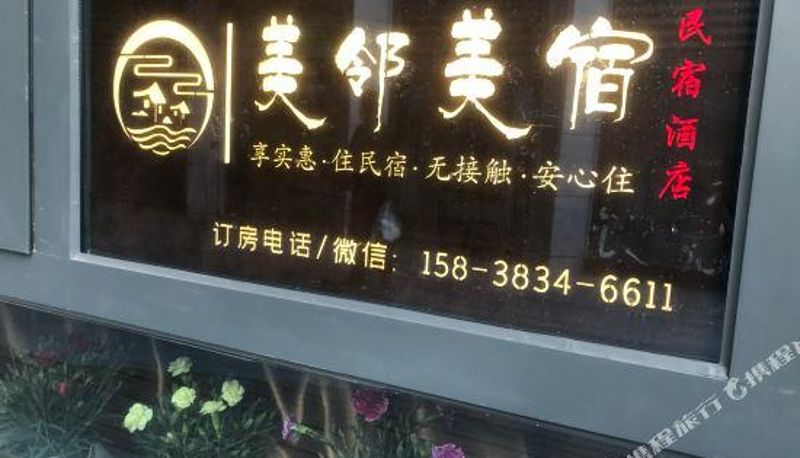 美邻美宿
民宿酒店
享实惠·住民宿·无接触·安心住
订房电话/微信: 158-3834-6611
携程旅行